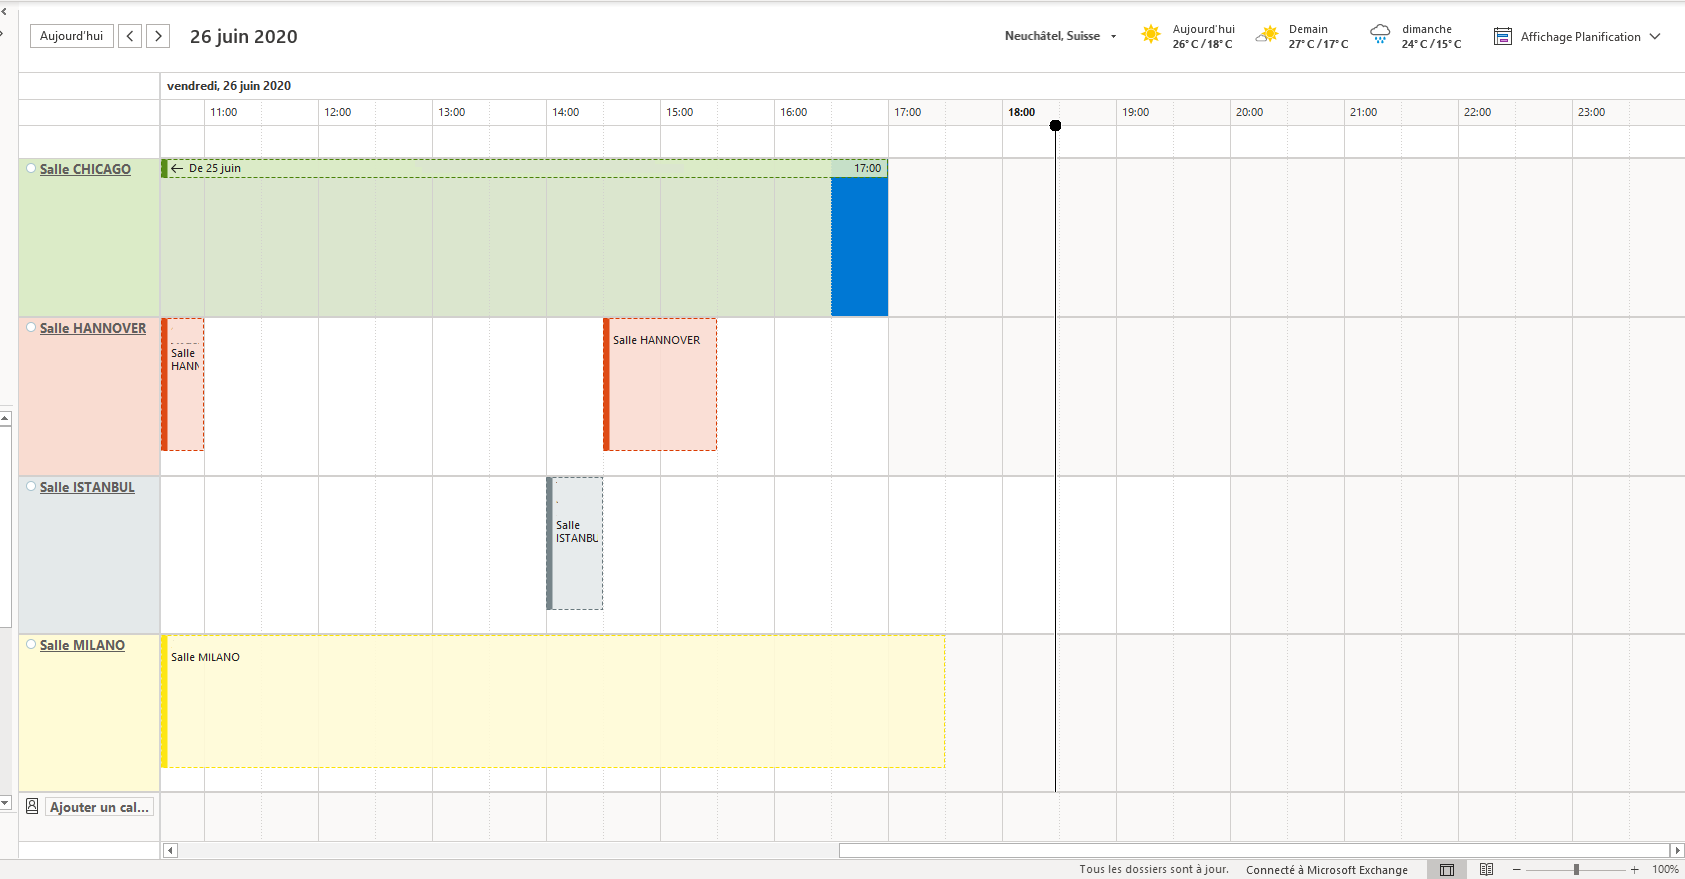 Aujourd'hui
26 juin 2020
Neuchâtel, Suisse
Aujourd'hui
26° C / 18° C
Demain
27° C / 17° C
dimanche
24° C / 15° C
Affichage Planification
vendredi, 26 juin 2020
11:00 12:00 13:00 14:00 15:00 16:00 17:00 18:00 19:00 20:00 21:00 22:00 23:00
Salle CHICAGO
← De 25 juin 17:00
Salle HANNOVER
Salle
HANN
Salle HANNOVER
Salle ISTANBUL
Salle
ISTANBU
Salle MILANO
Salle MILANO
Ajouter un cal...
Tous les dossiers sont à jour. Connecté à Microsoft Exchange 100%